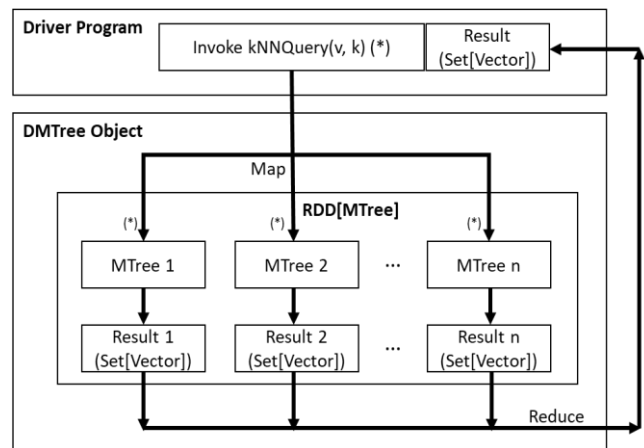 Driver Program
Invoke kNNQuery(v, k) (*)
Result
(Set[Vector])
DMTree Object
Map
RDD[MTree]
(*)
(*)
(*)
MTree 1
MTree 2
...
MTree n
Result 1
(Set[Vector])
Result 2
(Set[Vector])
...
Result n
(Set[Vector])
Reduce